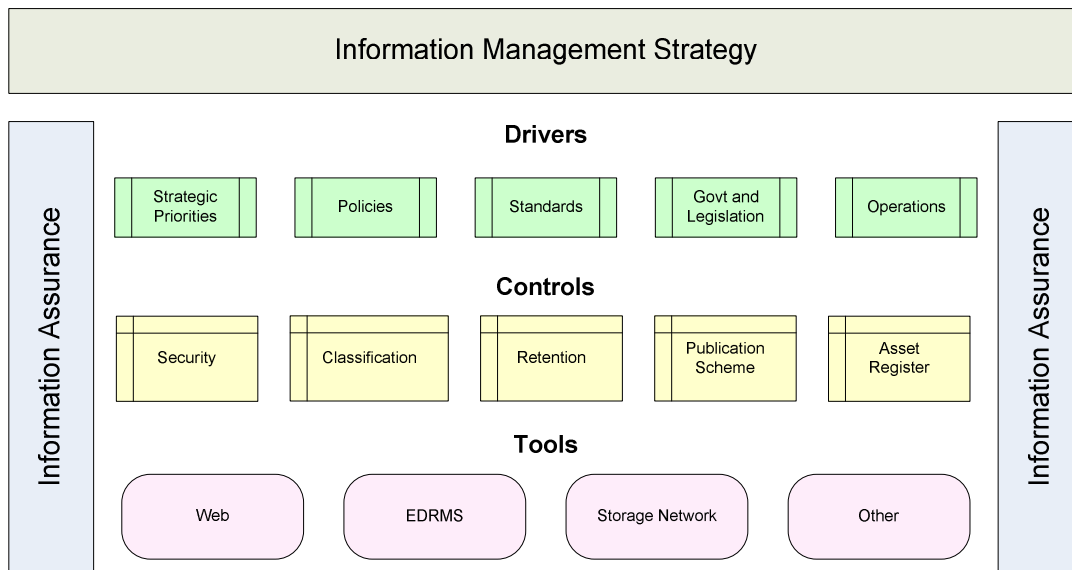 Information Management Strategy
Information Assurance
Drivers
Strategic
Priorities
Policies
Standards
Govt and
Legislation
Operations
Controls
Security
Classification
Retention
Publication
Scheme
Asset
Register
Tools
Web
EDRMS
Storage Network
Other
Information Assurance